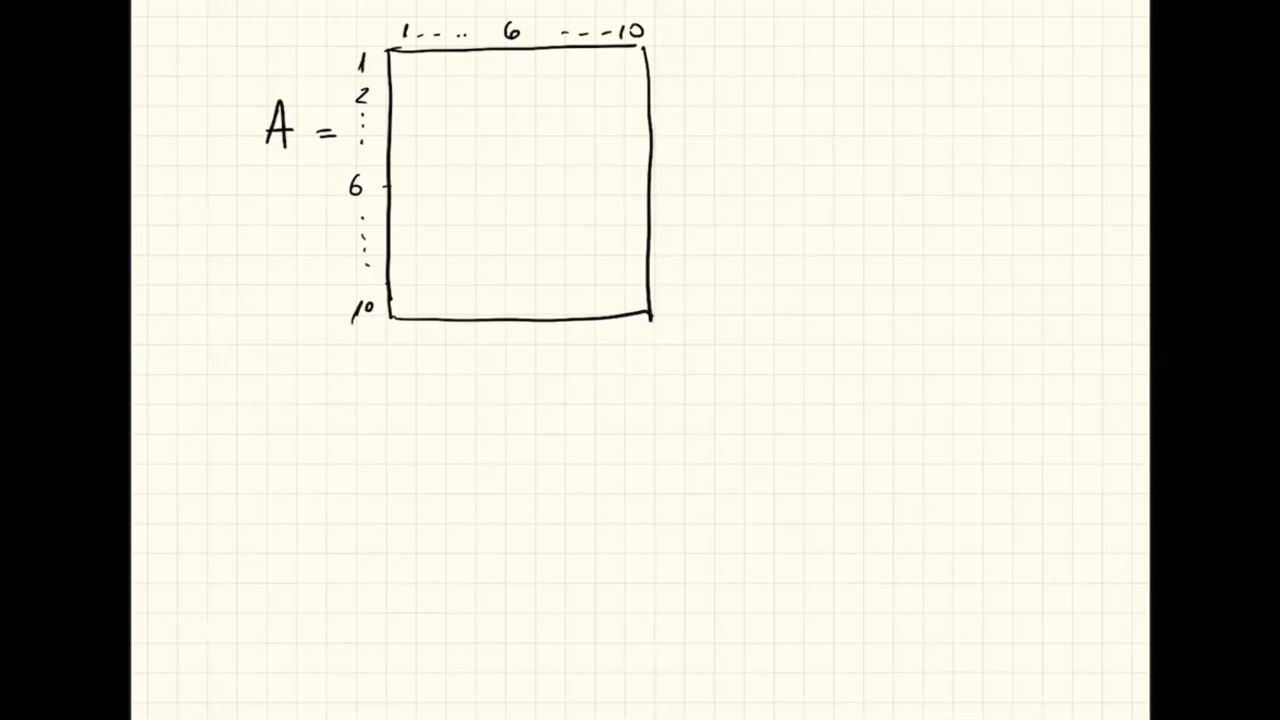 1 - - . . 6 - - - 10
1
2
A =
6
10